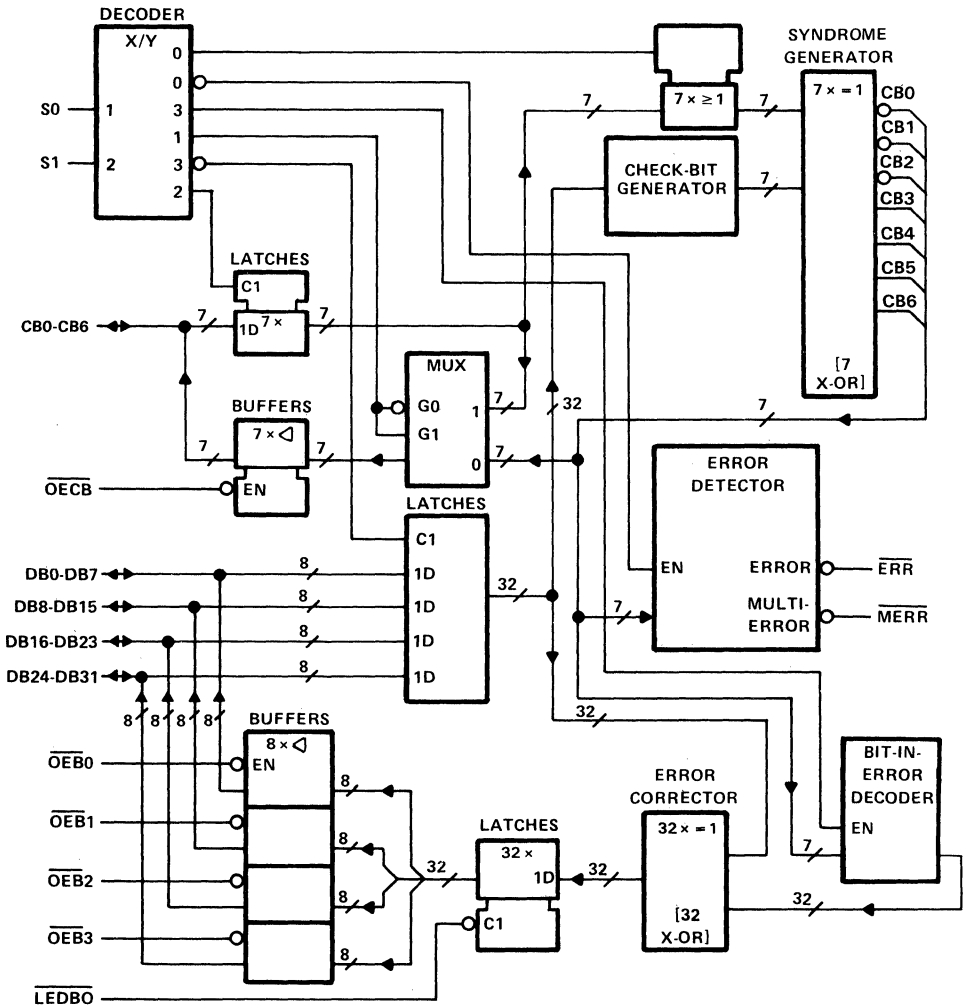 DECODER
X/Y
0
0
3
1
3
2
S0
1
S1
2
7
7 × ≥ 1
7
SYNDROME
GENERATOR
7 × = 1
CB0
CB1
CB2
CB3
CB4
CB5
CB6
[7
X-OR]
CHECK-BIT
GENERATOR
7
LATCHES
C1
CB0-CB6
7
1D 7×
7
MUX
G0
1
7
G1
0
7
32
7
BUFFERS
7 × ◁
7
7
OECB
EN
LATCHES
C1
DB0-DB7
8
1D
DB8-DB15
8
1D
32
DB16-DB23
8
1D
DB24-DB31
8
1D
ERROR
DETECTOR
EN
ERROR
ERR
7
MULTI-
ERROR
MERR
8 8 8 8
BUFFERS
8 × ◁
OEB0
EN
8
OEB1
8
OEB2
8
OEB3
8
32
32
LATCHES
32 ×
1D
C1
32
ERROR
CORRECTOR
32 × = 1
[32
X-OR]
BIT-IN-
ERROR
DECODER
EN
7
32
LEDBO